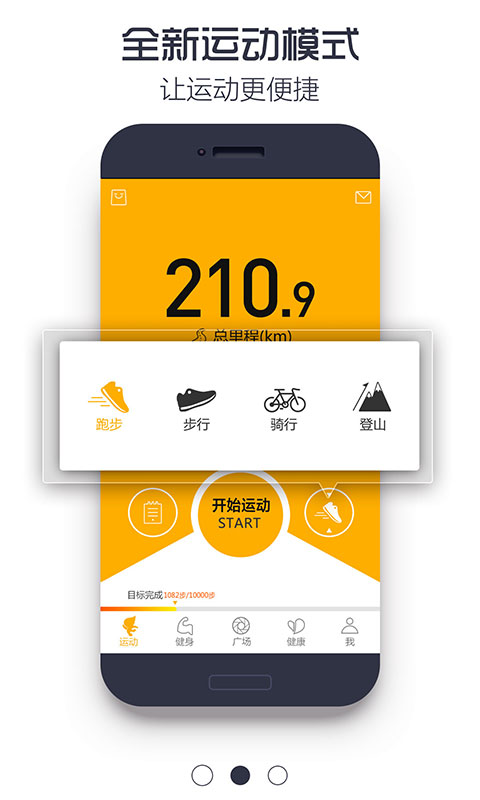 全新运动模式
让运动更便捷
210.9
总里程(km)
跑步 步行 骑行 登山
开始运动
START
目标完成1082步/10000步
运动 健身 广场 健康 我